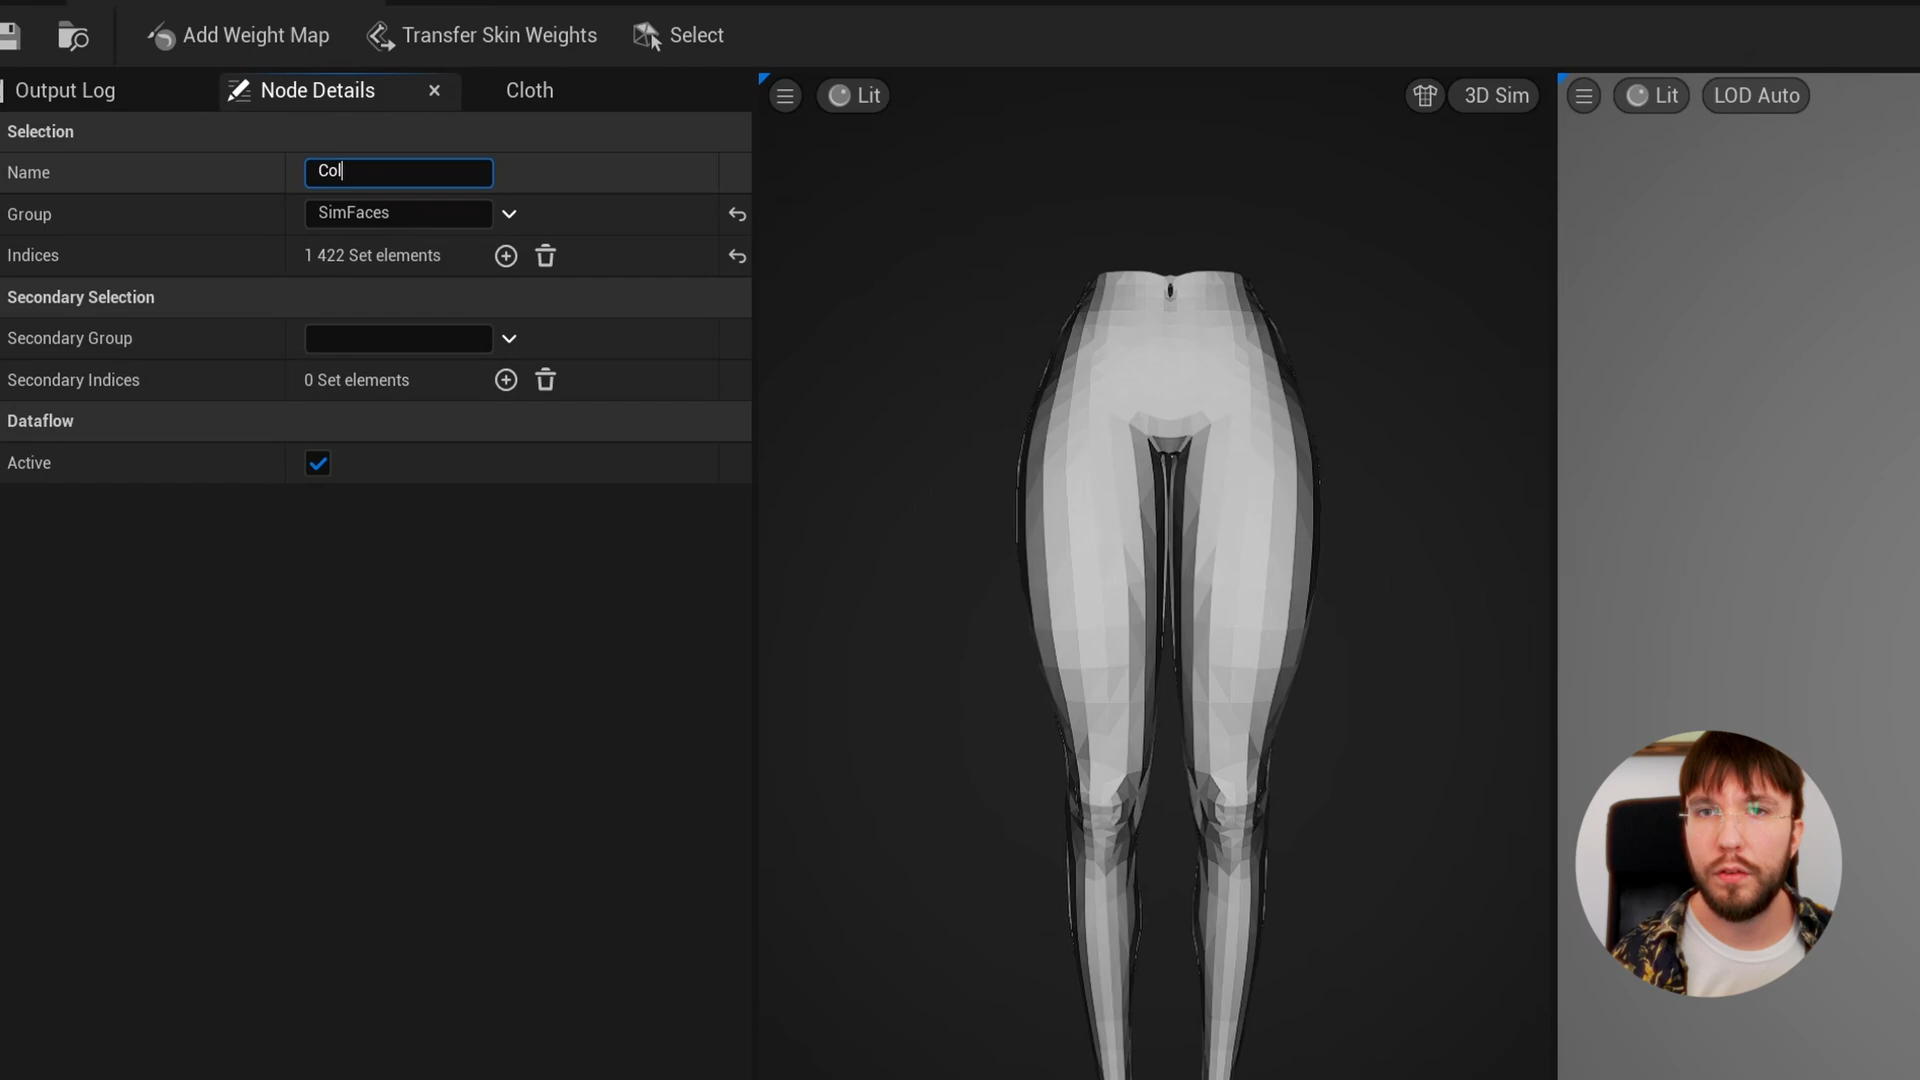 Add Weight Map
Transfer Skin Weights
Select
Output Log
Node Details
Cloth
Selection
Name
Col
Group
SimFaces
Indices
1 422 Set elements
Secondary Selection
Secondary Group
Secondary Indices
0 Set elements
Dataflow
Active
Lit
3D Sim
Lit
LOD Auto